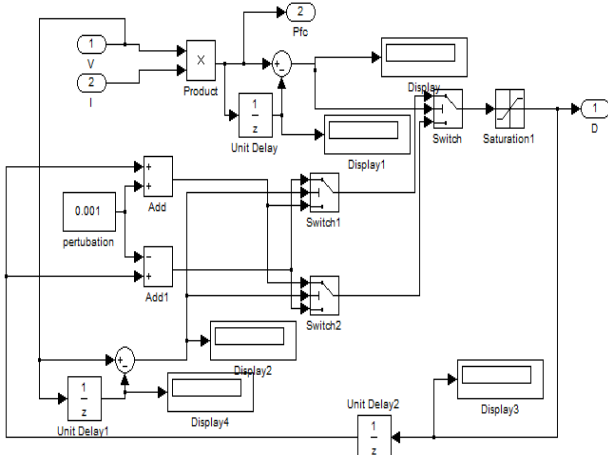 2
Pfc
1
V
X
Product
2
I
Display
1
z
Unit Delay
Display1
Switch
Saturation1
1
D
Add
0.001
pertubation
Add1
Switch1
Switch2
Display2
1
z
Unit Delay1
Display4
Unit Delay2
1
z
Display3